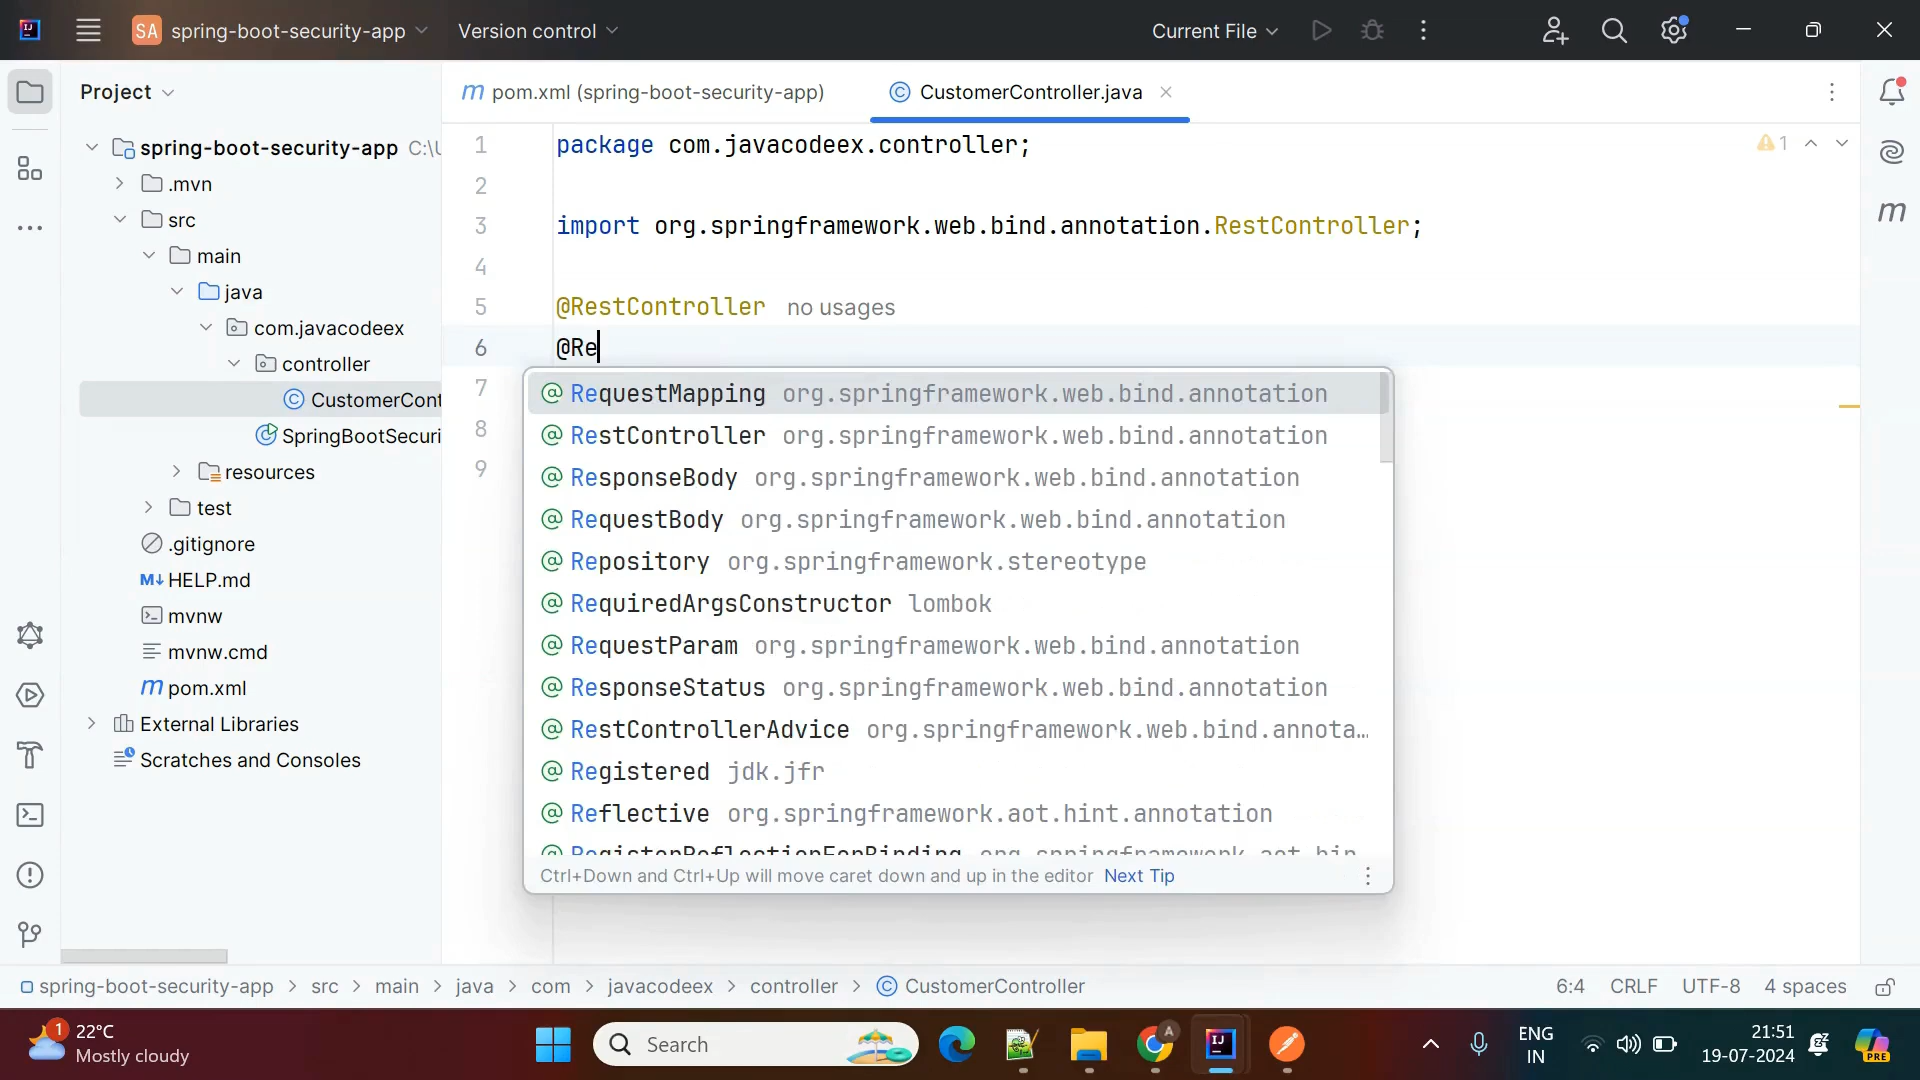 SA spring-boot-security-app Version control Current File
Project
pom.xml (spring-boot-security-app) CustomerController.java
spring-boot-security-app C:\U
.mvn
src
main
java
com.javacodeex
controller
CustomerCont
SpringBootSecuri
resources
test
.gitignore
M↓ HELP.md
mvnw
mvnw.cmd
m pom.xml
External Libraries
Scratches and Consoles
1 package com.javacodeex.controller;
2
3 import org.springframework.web.bind.annotation.RestController;
4
5 @RestController no usages
6 @Re
7
8
9
1
@ RequestMapping org.springframework.web.bind.annotation
@ RestController org.springframework.web.bind.annotation
@ ResponseBody org.springframework.web.bind.annotation
@ RequestBody org.springframework.web.bind.annotation
@ Repository org.springframework.stereotype
@ RequiredArgsConstructor lombok
@ RequestParam org.springframework.web.bind.annotation
@ ResponseStatus org.springframework.web.bind.annotation
@ RestControllerAdvice org.springframework.web.bind.annota…
@ Registered jdk.jfr
@ Reflective org.springframework.aot.hint.annotation
@ RegisterReflectionForBinding org.springframework.aot.hin
Ctrl+Down and Ctrl+Up will move caret down and up in the editor Next Tip
spring-boot-security-app > src > main > java > com > javacodeex > controller > CustomerController
6:4 CRLF UTF-8 4 spaces
1 22°C
Mostly cloudy
Search
ENG
IN
21:51
19-07-2024
PRE